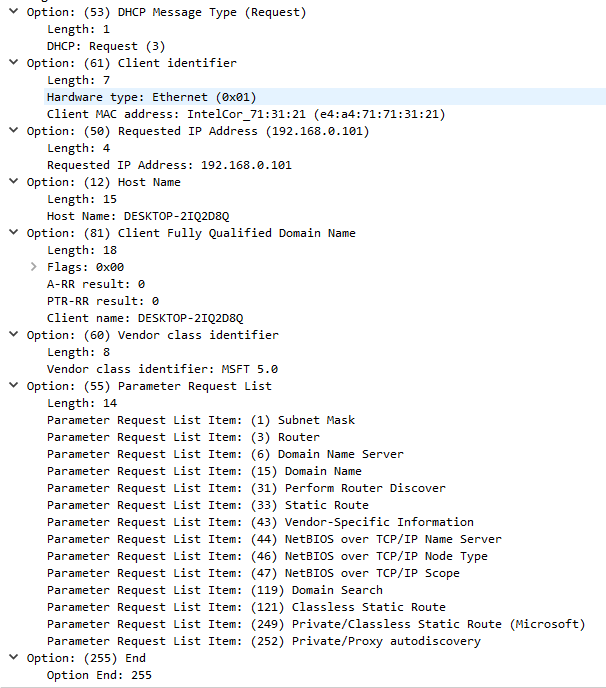 Option: (53) DHCP Message Type (Request)
Length: 1
DHCP: Request (3)
Option: (61) Client identifier
Length: 7
Hardware type: Ethernet (0x01)
Client MAC address: IntelCor_71:31:21 (e4:a4:71:71:31:21)
Option: (50) Requested IP Address (192.168.0.101)
Length: 4
Requested IP Address: 192.168.0.101
Option: (12) Host Name
Length: 15
Host Name: DESKTOP-2IQ2D8Q
Option: (81) Client Fully Qualified Domain Name
Length: 18
Flags: 0x00
A-RR result: 0
PTR-RR result: 0
Client name: DESKTOP-2IQ2D8Q
Option: (60) Vendor class identifier
Length: 8
Vendor class identifier: MSFT 5.0
Option: (55) Parameter Request List
Length: 14
Parameter Request List Item: (1) Subnet Mask
Parameter Request List Item: (3) Router
Parameter Request List Item: (6) Domain Name Server
Parameter Request List Item: (15) Domain Name
Parameter Request List Item: (31) Perform Router Discover
Parameter Request List Item: (33) Static Route
Parameter Request List Item: (43) Vendor-Specific Information
Parameter Request List Item: (44) NetBIOS over TCP/IP Name Server
Parameter Request List Item: (46) NetBIOS over TCP/IP Node Type
Parameter Request List Item: (47) NetBIOS over TCP/IP Scope
Parameter Request List Item: (119) Domain Search
Parameter Request List Item: (121) Classless Static Route
Parameter Request List Item: (249) Private/Classless Static Route (Microsoft)
Parameter Request List Item: (252) Private/Proxy autodiscovery
Option: (255) End
Option End: 255